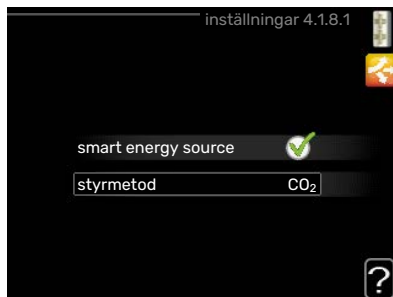 inställningar 4.1.8.1
smart energy source
styrmetod CO₂
?